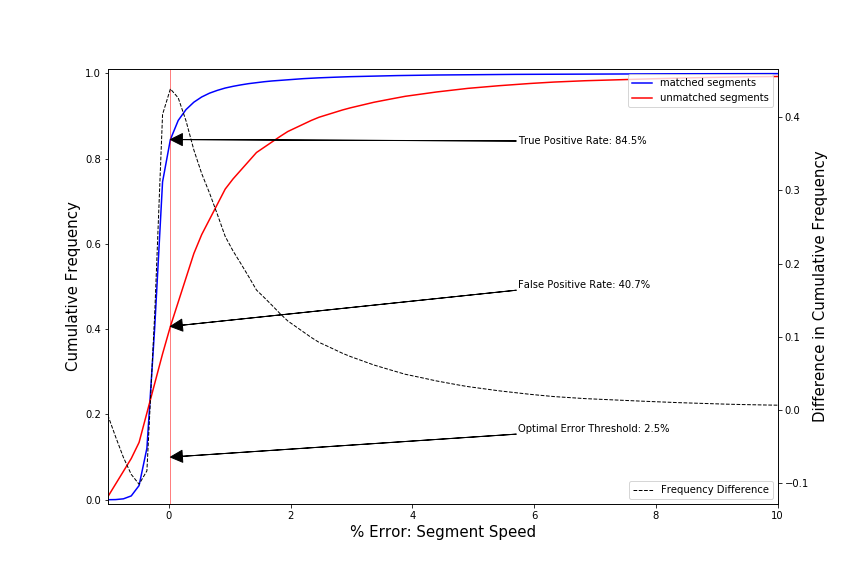 1.0
0.8
0.6
0.4
0.2
0.0
Cumulative Frequency
matched segments
unmatched segments
True Positive Rate: 84.5%
False Positive Rate: 40.7%
Optimal Error Threshold: 2.5%
Frequency Difference
0.4
0.3
0.2
0.1
0.0
−0.1
Difference in Cumulative Frequency
0 2 4 6 8 10
% Error: Segment Speed